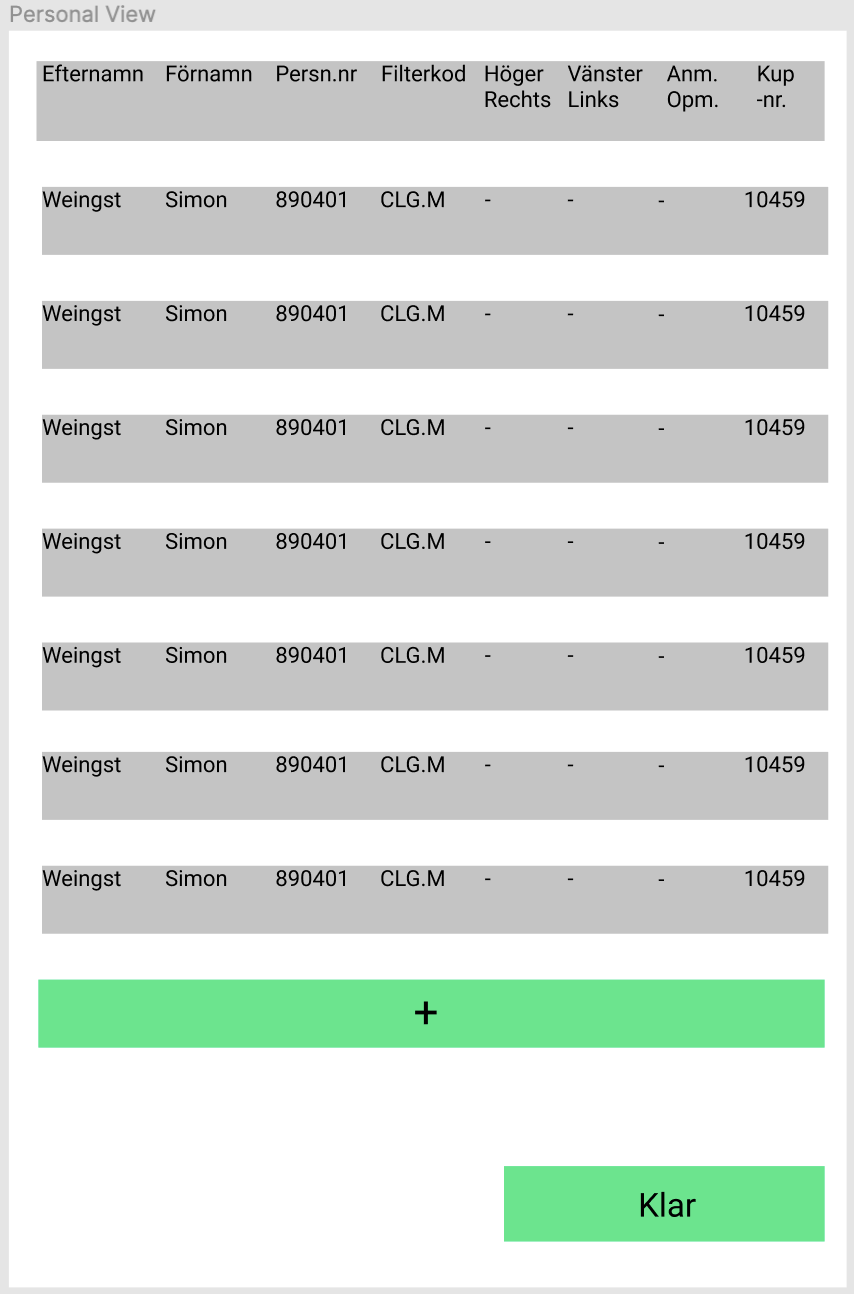 Personal View
Efternamn Förnamn Persn.nr Filterkod Höger Vänster Anm. Kup
Rechts Links Opm. -nr.
Weingst Simon 890401 CLG.M - - - 10459
Weingst Simon 890401 CLG.M - - - 10459
Weingst Simon 890401 CLG.M - - - 10459
Weingst Simon 890401 CLG.M - - - 10459
Weingst Simon 890401 CLG.M - - - 10459
Weingst Simon 890401 CLG.M - - - 10459
Weingst Simon 890401 CLG.M - - - 10459
+
Klar